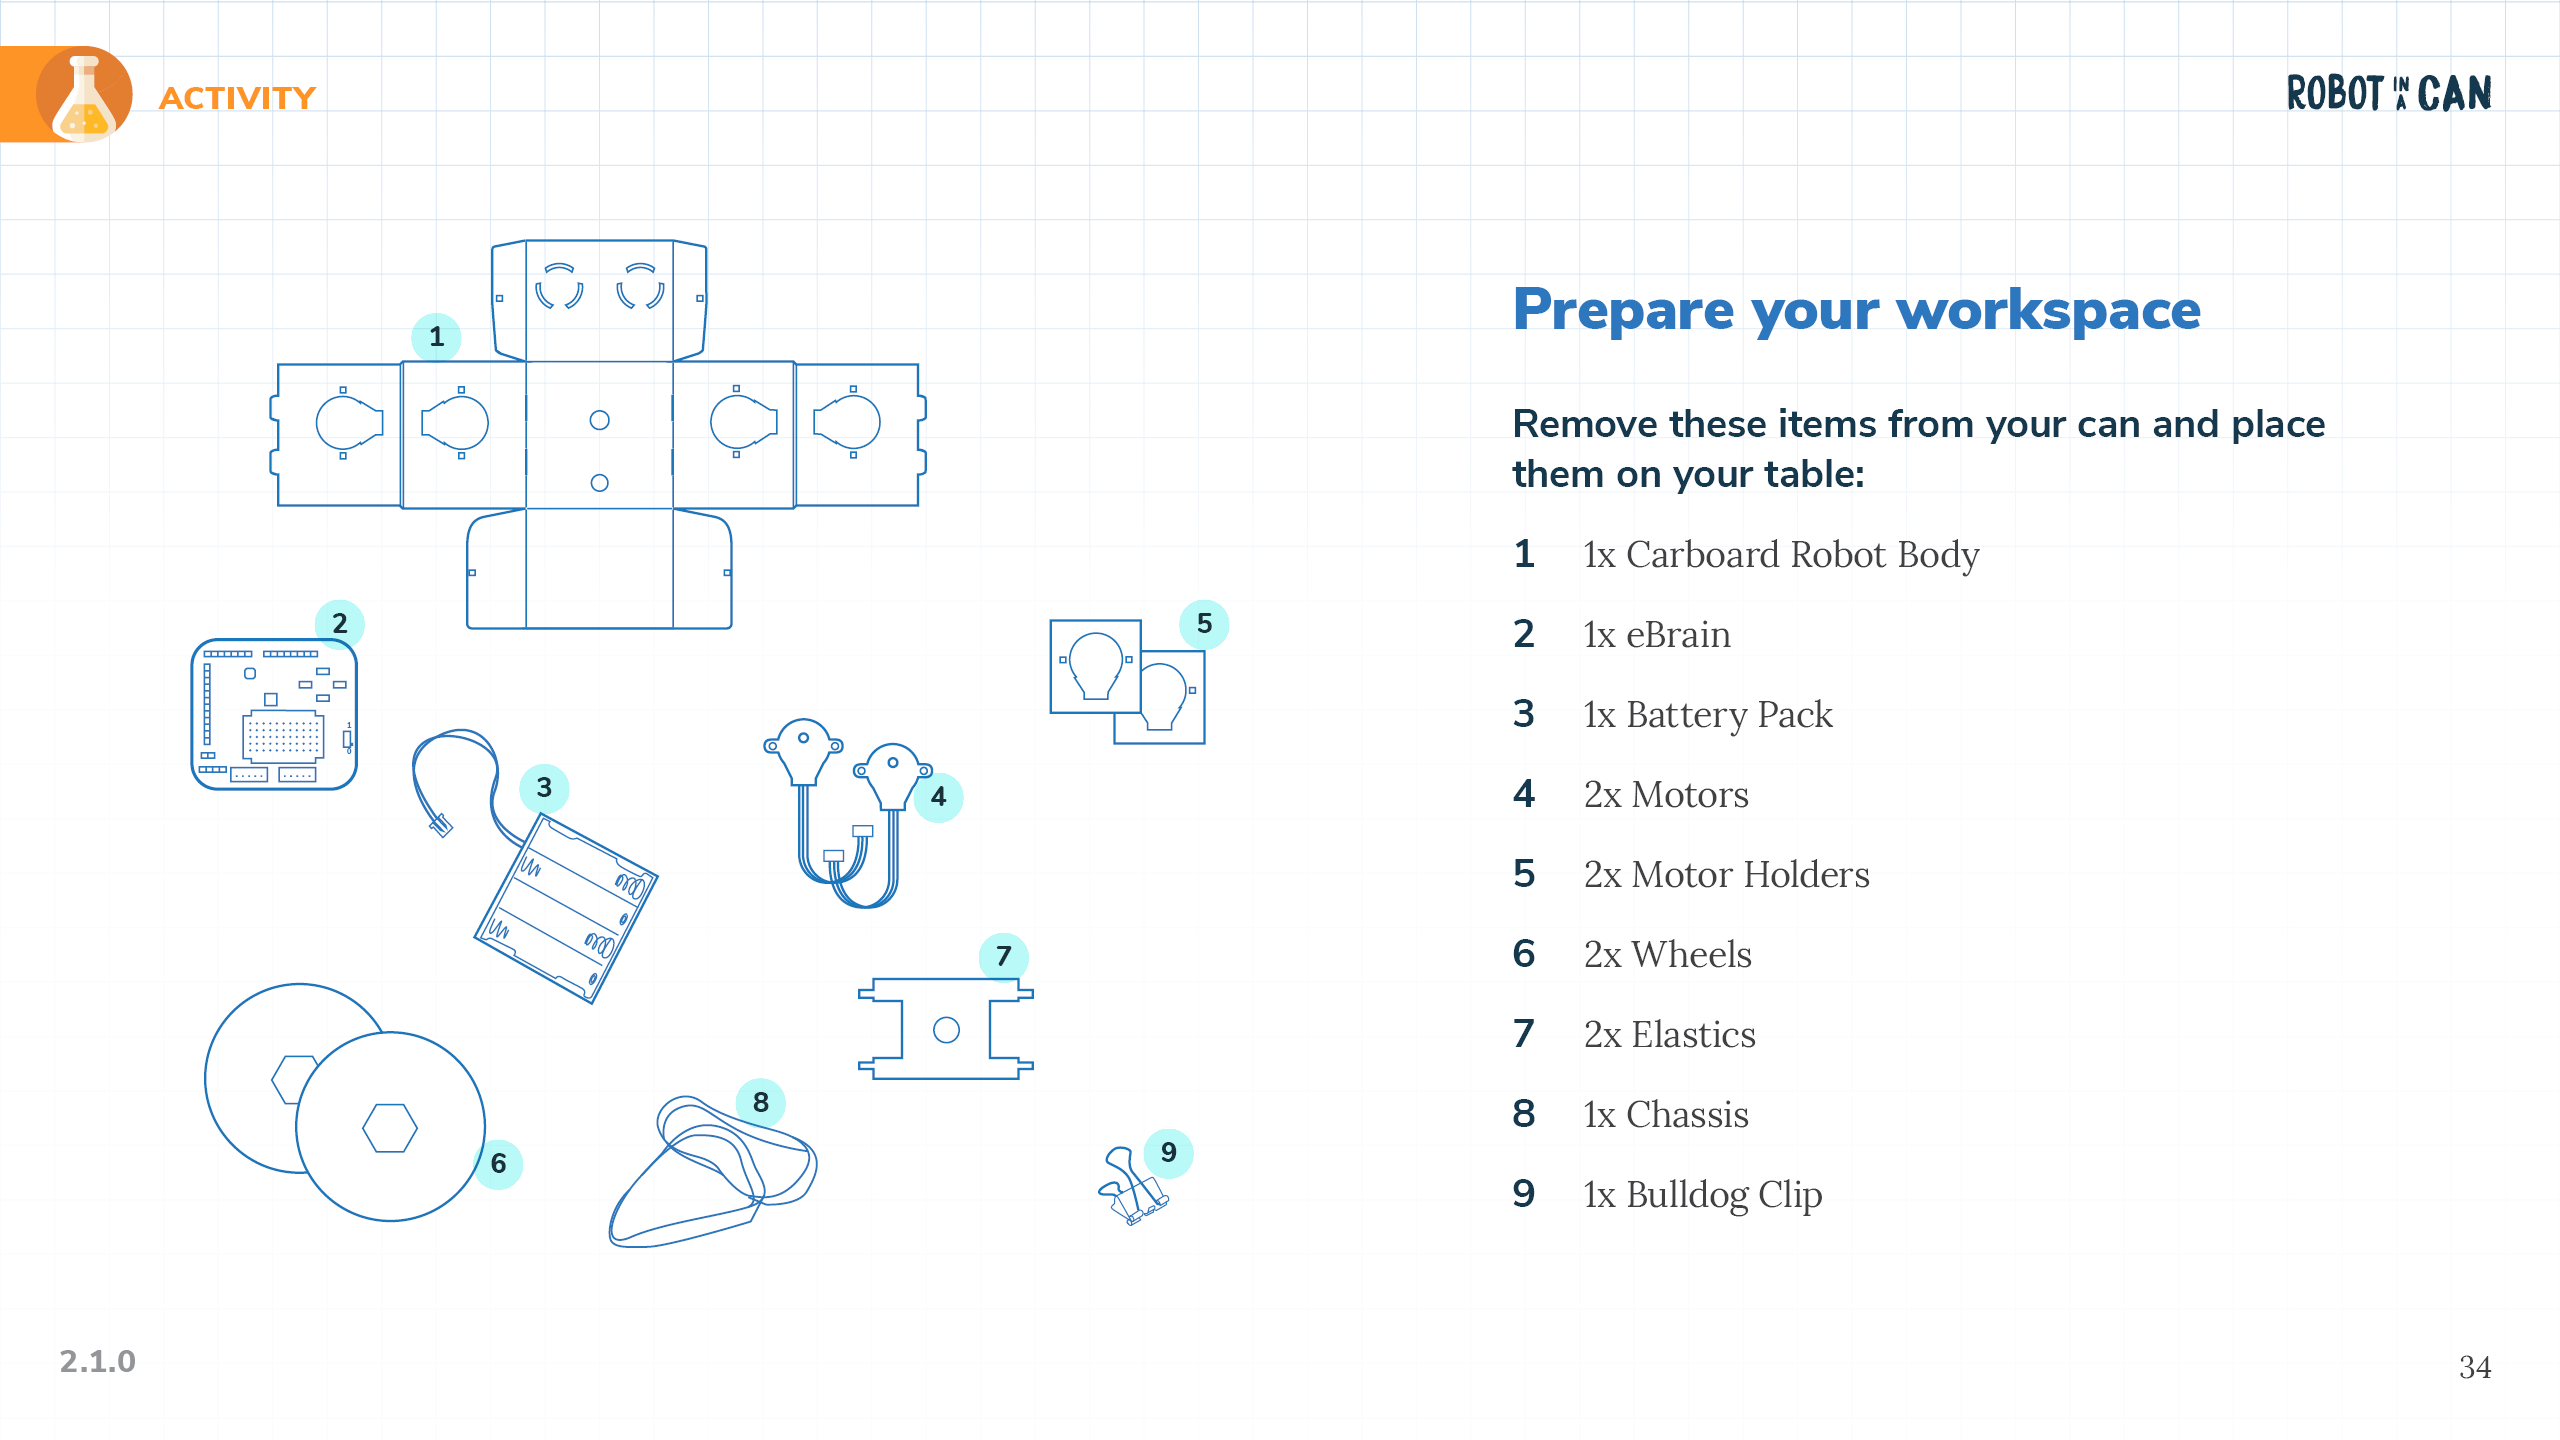 ACTIVITY
ROBOT IN A CAN
1
2
3
4
5
6
7
8
9
1
0
Prepare your workspace
Remove these items from your can and place
them on your table:
1 1x Carboard Robot Body
2 1x eBrain
3 1x Battery Pack
4 2x Motors
5 2x Motor Holders
6 2x Wheels
7 2x Elastics
8 1x Chassis
9 1x Bulldog Clip
2.1.0
34